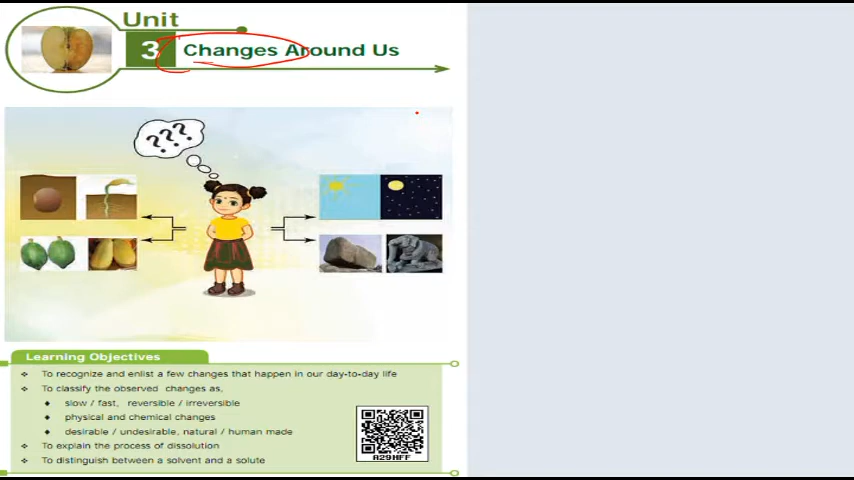 Unit
3 Changes Around Us
???
Learning Objectives
❖ To recognize and enlist a few changes that happen in our day-to-day life
❖ To classify the observed changes as,
♦ slow / fast, reversible / irreversible
♦ physical and chemical changes
♦ desirable / undesirable, natural / human made
❖ To explain the process of dissolution
❖ To distinguish between a solvent and a solute
A29HFF